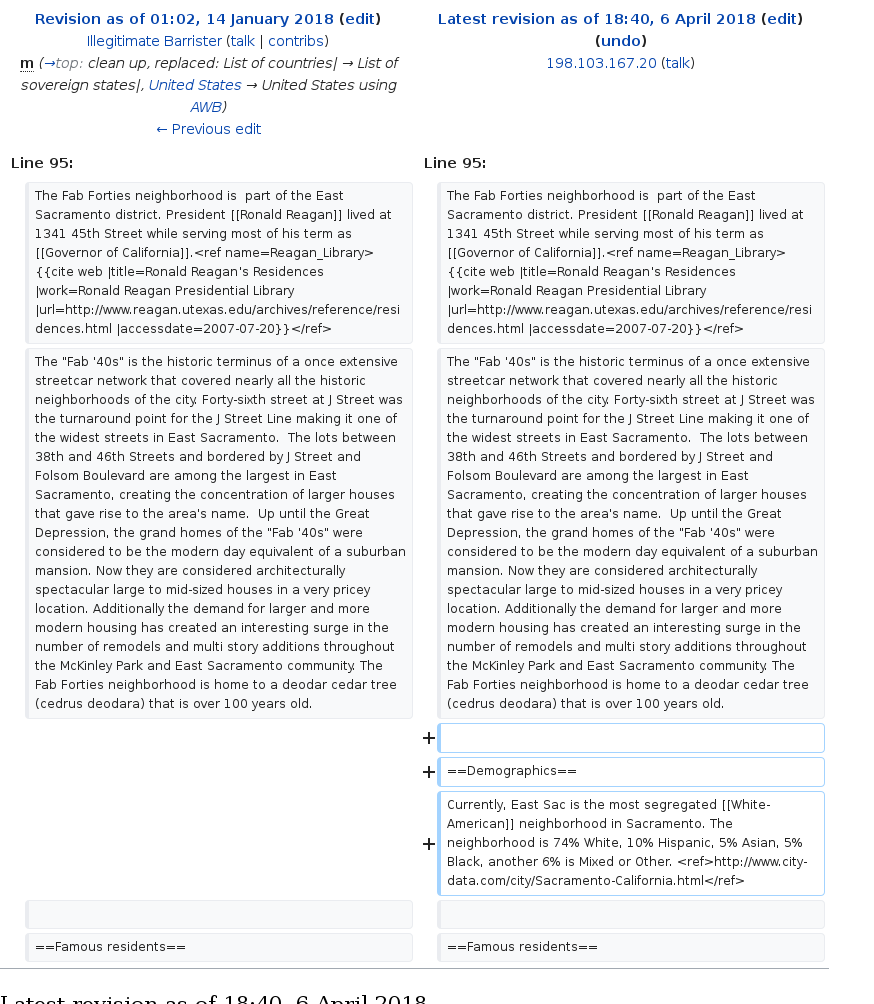 Revision as of 01:02, 14 January 2018 (edit)
Illegitimate Barrister (talk | contribs)
m (→top: clean up, replaced: List of countries| → List of
sovereign states|, United States → United States using
AWB)
← Previous edit
Latest revision as of 18:40, 6 April 2018 (edit)
(undo)
198.103.167.20 (talk)
Line 95:
Line 95:
The Fab Forties neighborhood is  part of the East
Sacramento district. President [[Ronald Reagan]] lived at
1341 45th Street while serving most of his term as
[[Governor of California]].<ref name=Reagan_Library>
{{cite web |title=Ronald Reagan's Residences
|work=Ronald Reagan Presidential Library
|url=http://www.reagan.utexas.edu/archives/reference/resi
dences.html |accessdate=2007-07-20}}</ref>
The Fab Forties neighborhood is  part of the East
Sacramento district. President [[Ronald Reagan]] lived at
1341 45th Street while serving most of his term as
[[Governor of California]].<ref name=Reagan_Library>
{{cite web |title=Ronald Reagan's Residences
|work=Ronald Reagan Presidential Library
|url=http://www.reagan.utexas.edu/archives/reference/resi
dences.html |accessdate=2007-07-20}}</ref>
The "Fab '40s" is the historic terminus of a once extensive
streetcar network that covered nearly all the historic
neighborhoods of the city. Forty-sixth street at J Street was
the turnaround point for the J Street Line making it one of
the widest streets in East Sacramento.  The lots between
38th and 46th Streets and bordered by J Street and
Folsom Boulevard are among the largest in East
Sacramento, creating the concentration of larger houses
that gave rise to the area's name.  Up until the Great
Depression, the grand homes of the "Fab '40s" were
considered to be the modern day equivalent of a suburban
mansion. Now they are considered architecturally
spectacular large to mid-sized houses in a very pricey
location. Additionally the demand for larger and more
modern housing has created an interesting surge in the
number of remodels and multi story additions throughout
the McKinley Park and East Sacramento community. The
Fab Forties neighborhood is home to a deodar cedar tree
(cedrus deodara) that is over 100 years old.
The "Fab '40s" is the historic terminus of a once extensive
streetcar network that covered nearly all the historic
neighborhoods of the city. Forty-sixth street at J Street was
the turnaround point for the J Street Line making it one of
the widest streets in East Sacramento.  The lots between
38th and 46th Streets and bordered by J Street and
Folsom Boulevard are among the largest in East
Sacramento, creating the concentration of larger houses
that gave rise to the area's name.  Up until the Great
Depression, the grand homes of the "Fab '40s" were
considered to be the modern day equivalent of a suburban
mansion. Now they are considered architecturally
spectacular large to mid-sized houses in a very pricey
location. Additionally the demand for larger and more
modern housing has created an interesting surge in the
number of remodels and multi story additions throughout
the McKinley Park and East Sacramento community. The
Fab Forties neighborhood is home to a deodar cedar tree
(cedrus deodara) that is over 100 years old.
+
+ ==Demographics==
Currently, East Sac is the most segregated [[White-
American]] neighborhood in Sacramento. The
+ neighborhood is 74% White, 10% Hispanic, 5% Asian, 5%
Black, another 6% is Mixed or Other. <ref>http://www.city-
data.com/city/Sacramento-California.html</ref>
==Famous residents==
==Famous residents==
Latest revision as of 18:40, 6 April 2018